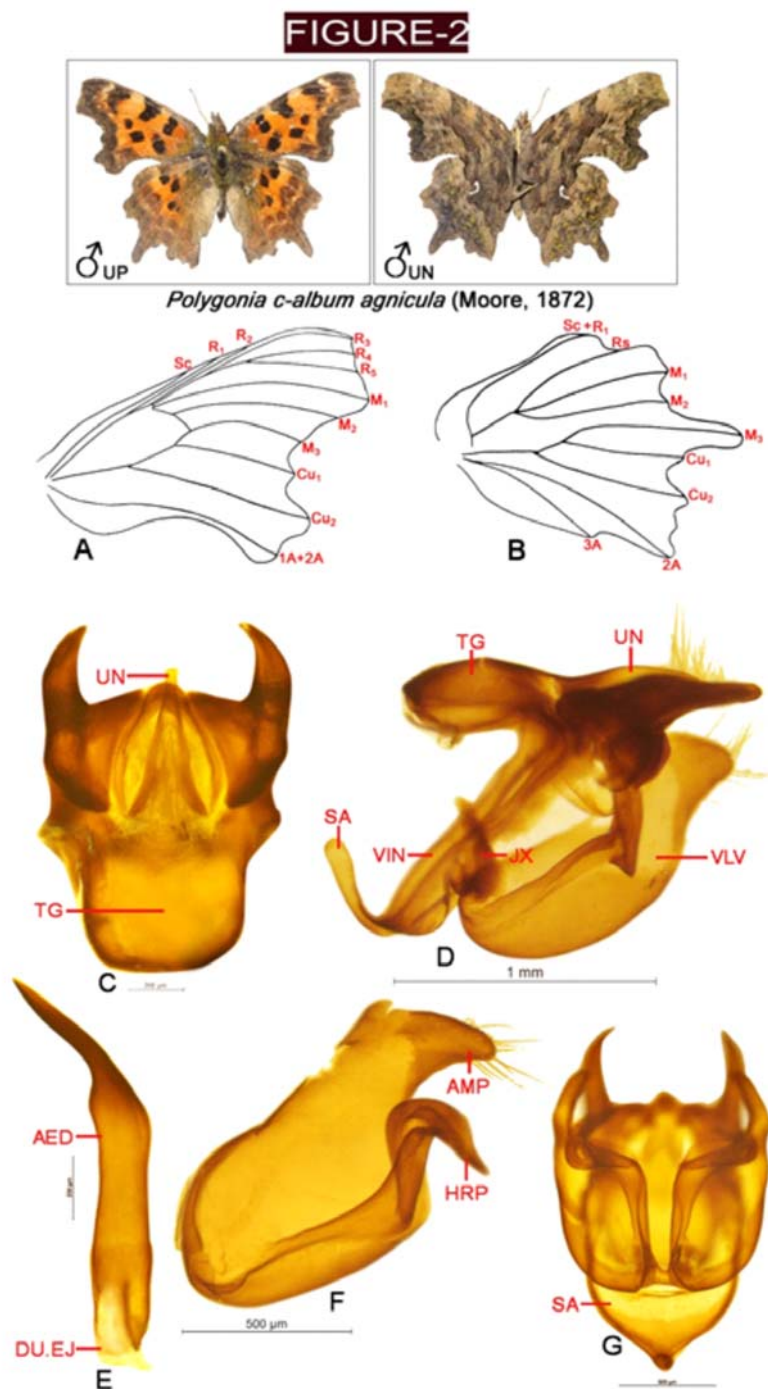 FIGURE-2
♂UP
♂UN
Polygonia c-album agnicula (Moore, 1872)
Sc
R1
R2
R3
R4
R5
M1
M2
M3
Cu1
Cu2
1A+2A
A
Sc+R1
Rs
M1
M2
M3
Cu1
Cu2
2A
3A
B
UN
TG
C
TG
UN
SA
VIN
JX
VLV
D
1 mm
AED
DU.EJ
E
AMP
HRP
F
500 µm
SA
G